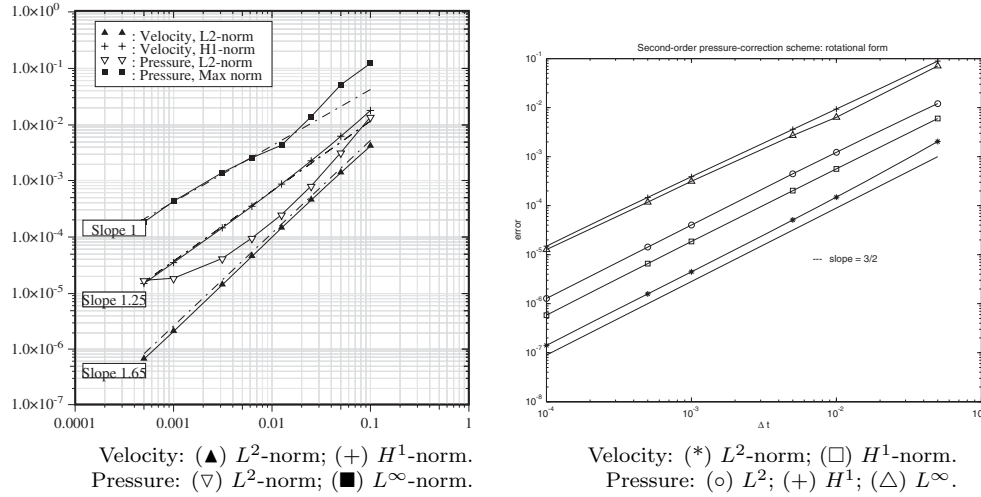 1.0×10⁰
1.0×10⁻¹
1.0×10⁻²
1.0×10⁻³
1.0×10⁻⁴
1.0×10⁻⁵
1.0×10⁻⁶
1.0×10⁻⁷
▲ : Velocity, L2-norm
+ : Velocity, H1-norm
▽ : Pressure, L2-norm
■ : Pressure, Max norm
Slope 1
Slope 1.25
Slope 1.65
0.0001 0.001 0.01 0.1 1
Velocity: (▲) L²-norm; (+) H¹-norm.
Pressure: (▽) L²-norm; (■) L∞-norm.
Second-order pressure-correction scheme: rotational form
10⁻¹
10⁻²
10⁻³
10⁻⁴
10⁻⁵
10⁻⁶
10⁻⁷
10⁻⁸
error
--- slope = 3/2
10⁻⁴ 10⁻³ 10⁻²
Δ t
Velocity: (*) L²-norm; (□) H¹-norm.
Pressure: (○) L²; (+) H¹; (△) L∞.